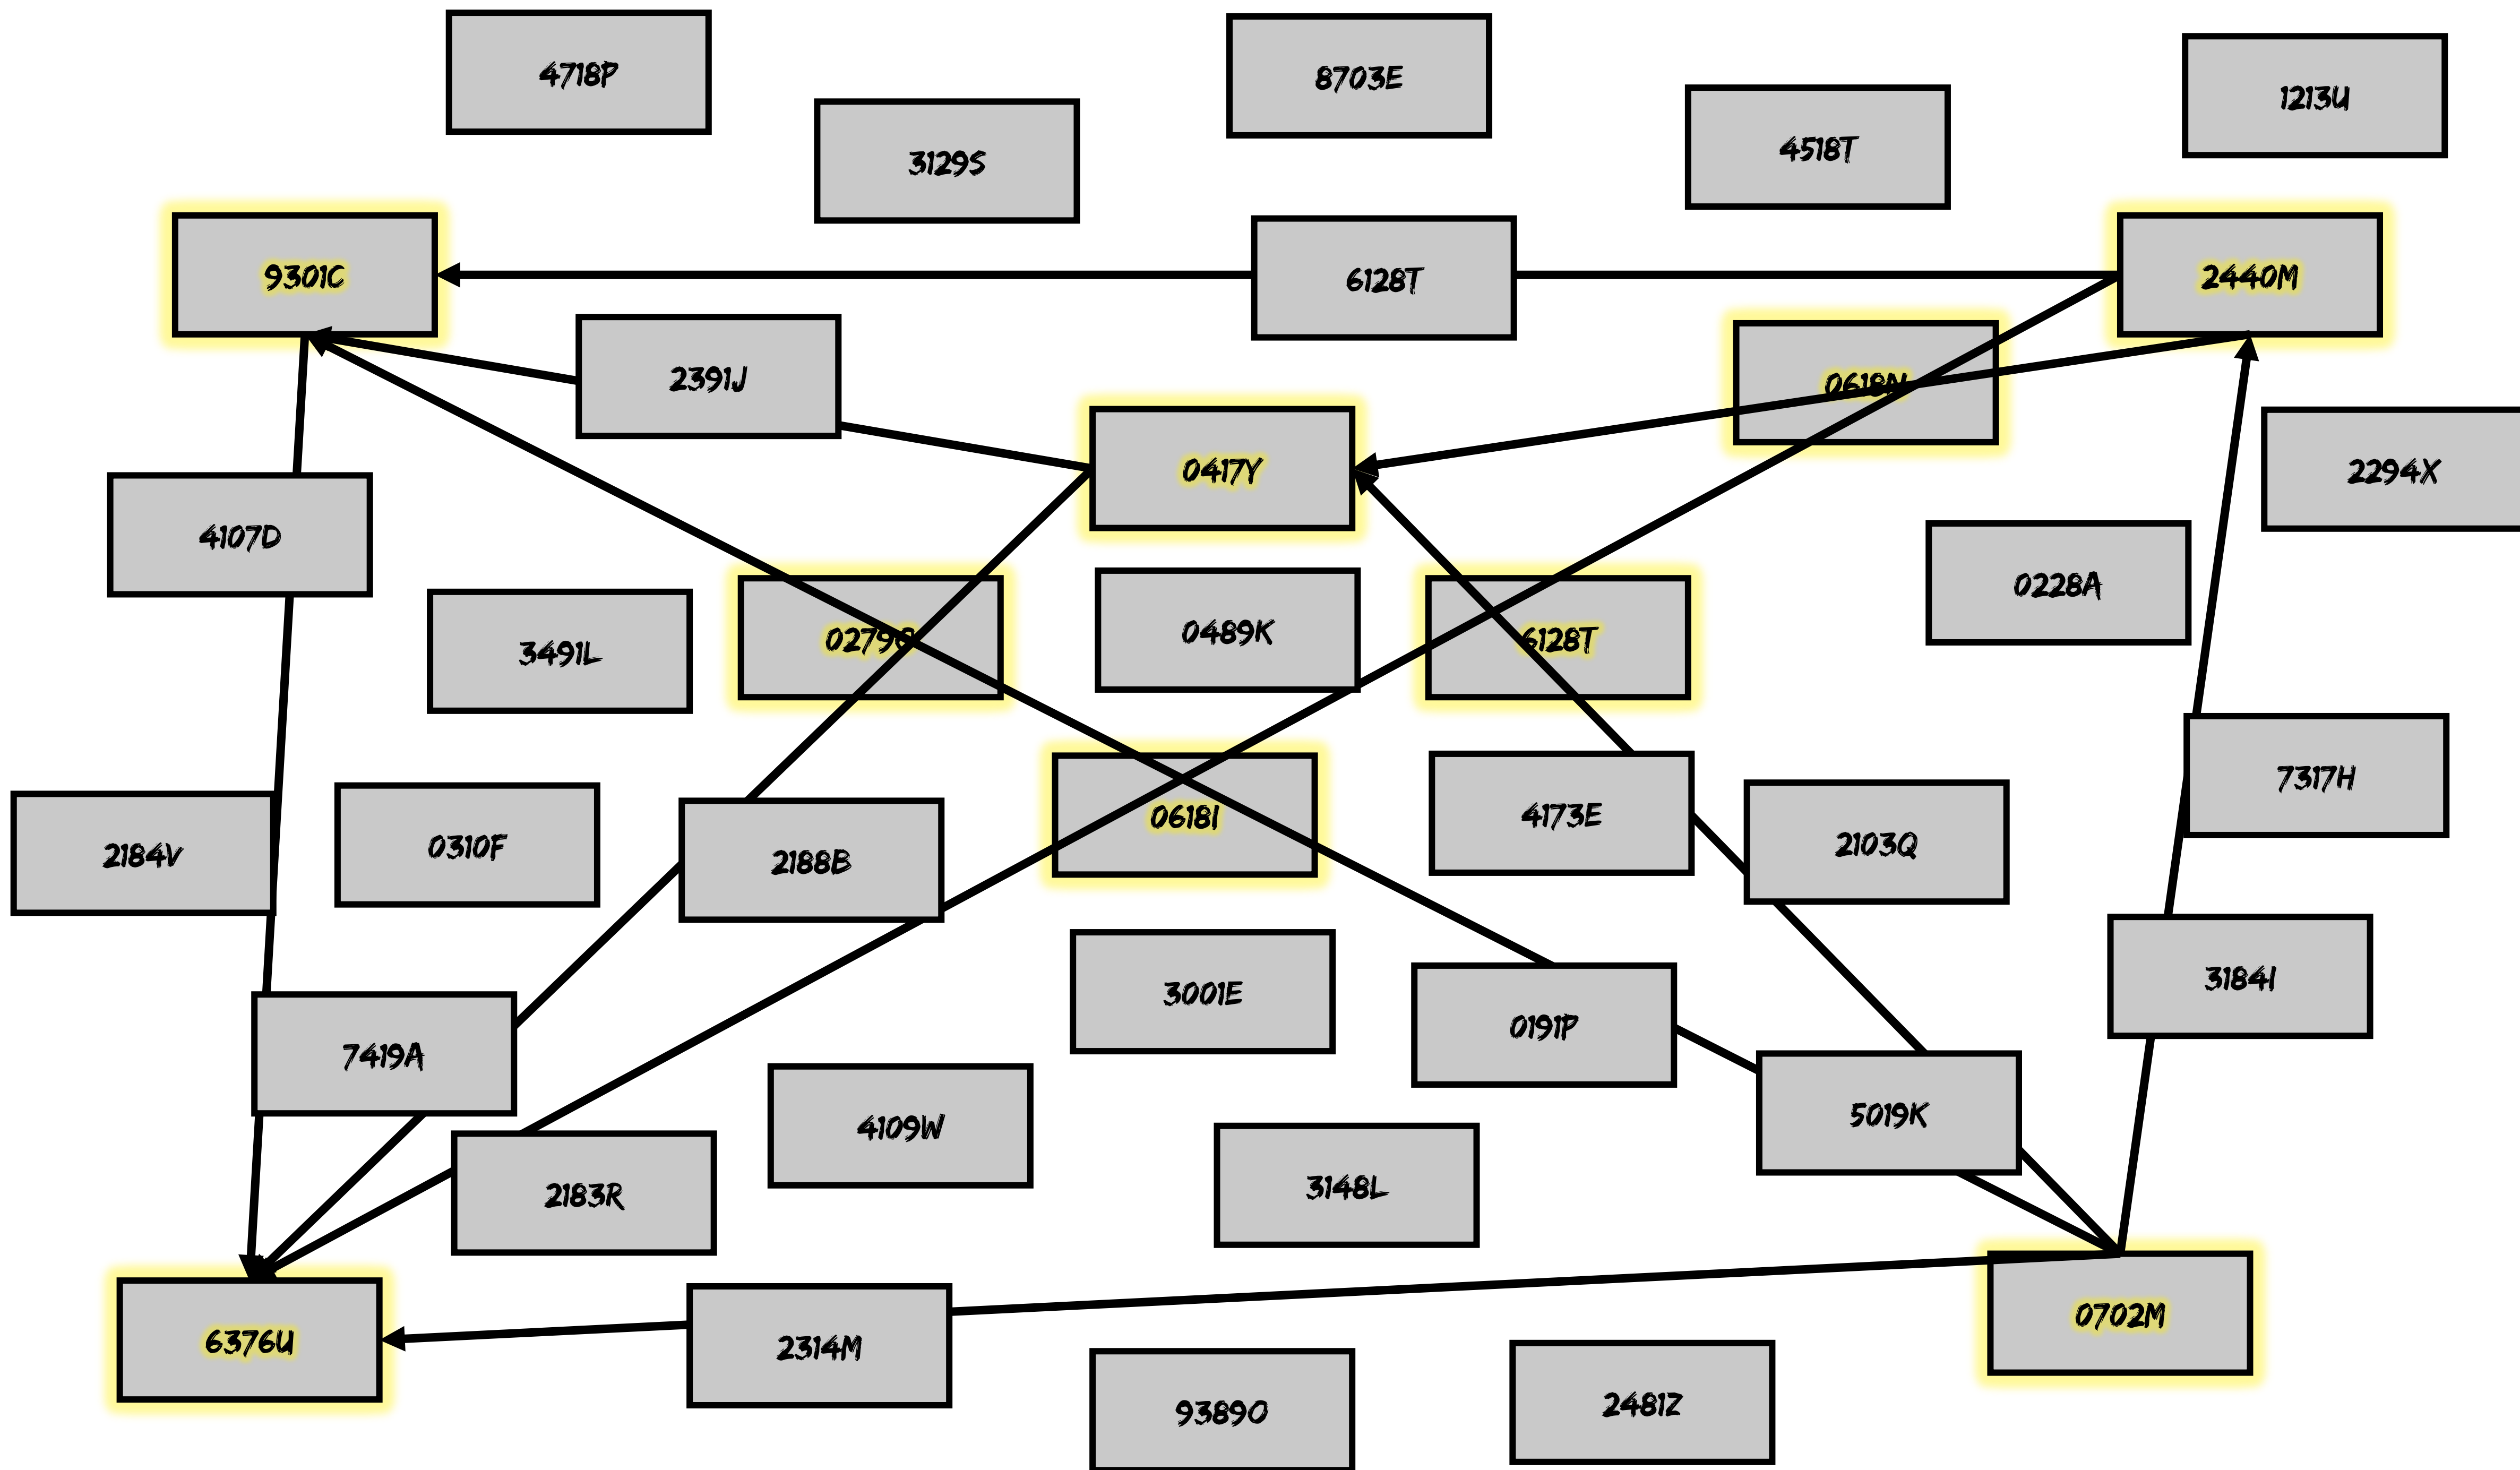 4718P
8703E
1213U
3129S
4518T
9301C
6128T
2440M
2391J
0618N
0417Y
2294X
4107D
0228A
3491L
0489K
6128T
7317H
2184V
0310F
2188B
0618I
4173E
2103Q
3184I
7419A
3001E
0191P
4109W
5019K
2183R
3148L
6376U
2314M
0702M
9389O
2481Z